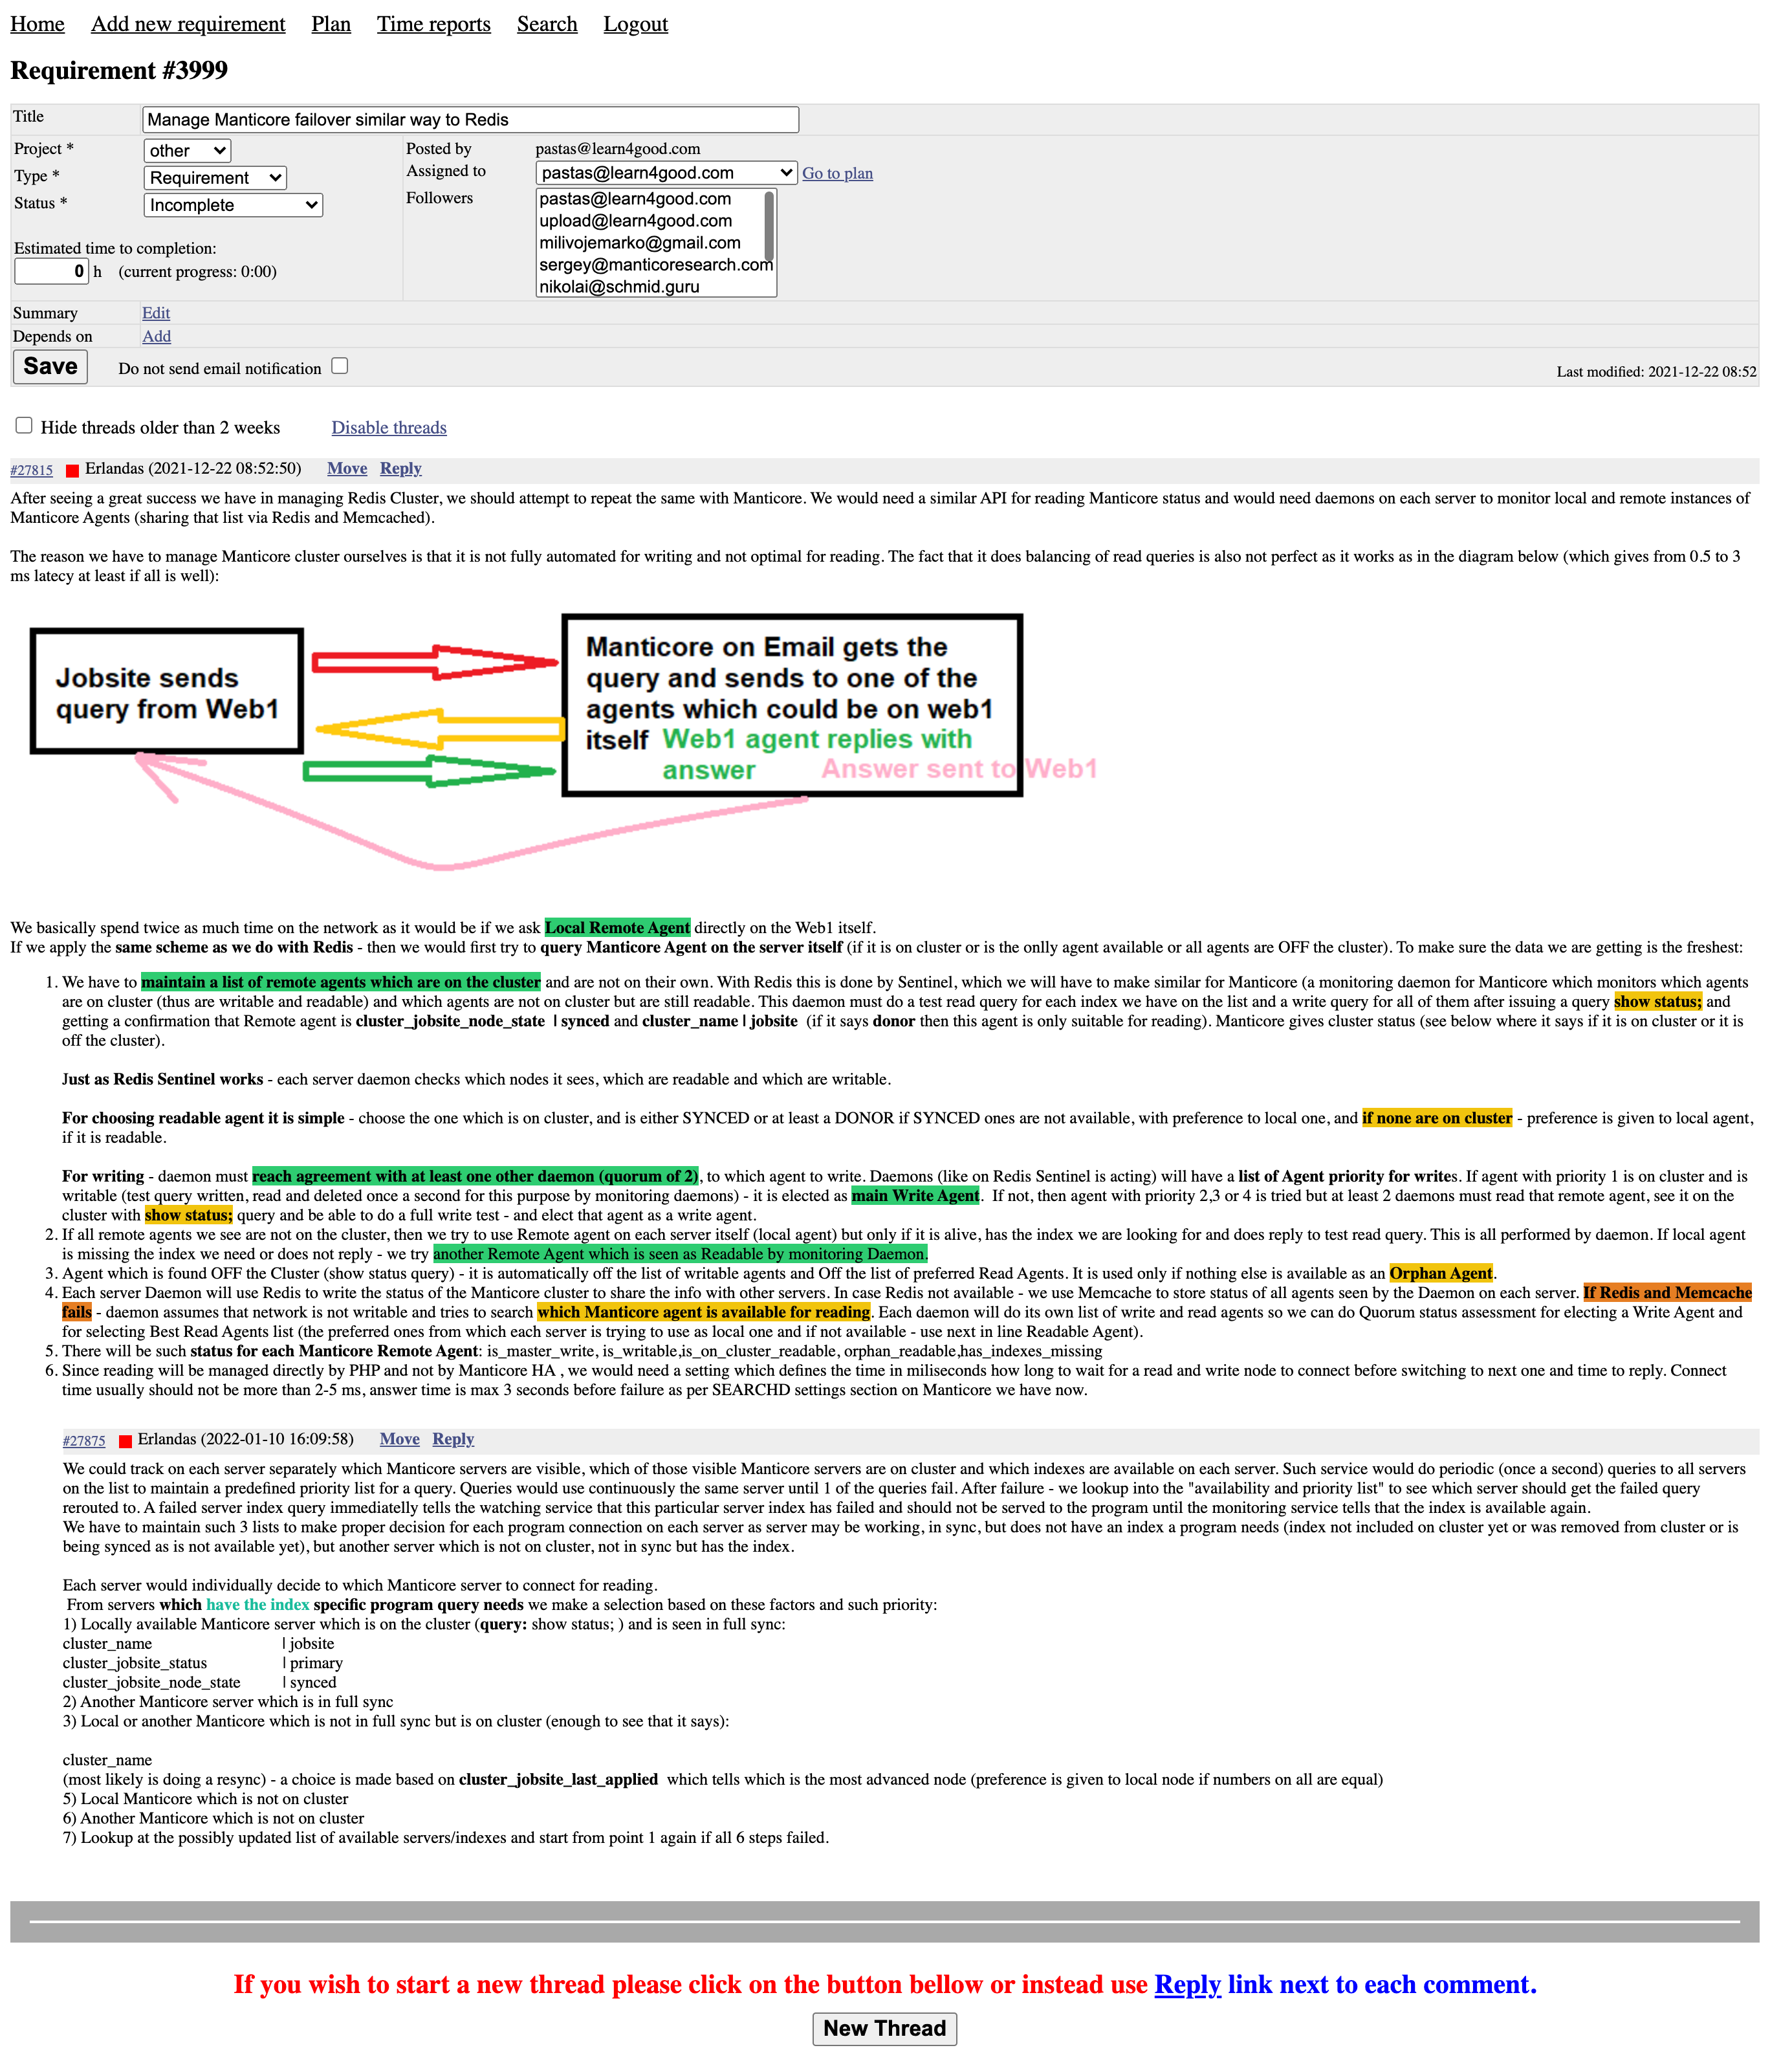 Home Add new requirement Plan Time reports Search Logout
Requirement #3999
Title Manage Manticore failover similar way to Redis
Project * other
Type * Requirement
Status * Incomplete
Estimated time to completion:
0 h (current progress: 0:00)
Posted by pastas@learn4good.com
Assigned to pastas@learn4good.com Go to plan
Followers pastas@learn4good.com
upload@learn4good.com
milivojemarko@gmail.com
sergey@manticoresearch.com
nikolai@schmid.guru
Summary Edit
Depends on Add
Save Do not send email notification Last modified: 2021-12-22 08:52
Hide threads older than 2 weeks Disable threads
#27815 Erlandas (2021-12-22 08:52:50) Move Reply
After seeing a great success we have in managing Redis Cluster, we should attempt to repeat the same with Manticore. We would need a similar API for reading Manticore status and would need daemons on each server to monitor local and remote instances of
Manticore Agents (sharing that list via Redis and Memcached).
The reason we have to manage Manticore cluster ourselves is that it is not fully automated for writing and not optimal for reading. The fact that it does balancing of read queries is also not perfect as it works as in the diagram below (which gives from 0.5 to 3
ms latecy at least if all is well):
Jobsite sends
query from Web1
Manticore on Email gets the
query and sends to one of the
agents which could be on web1
itself Web1 agent replies with
answer Answer sent to Web1
We basically spend twice as much time on the network as it would be if we ask Local Remote Agent directly on the Web1 itself.
If we apply the same scheme as we do with Redis - then we would first try to query Manticore Agent on the server itself (if it is on cluster or is the onlly agent available or all agents are OFF the cluster). To make sure the data we are getting is the freshest:
1. We have to maintain a list of remote agents which are on the cluster and are not on their own. With Redis this is done by Sentinel, which we will have to make similar for Manticore (a monitoring daemon for Manticore which monitors which agents
are on cluster (thus are writable and readable) and which agents are not on cluster but are still readable. This daemon must do a test read query for each index we have on the list and a write query for all of them after issuing a query show status; and
getting a confirmation that Remote agent is cluster_jobsite_node_state | synced and cluster_name | jobsite (if it says donor then this agent is only suitable for reading). Manticore gives cluster status (see below where it says if it is on cluster or it is
off the cluster).
Just as Redis Sentinel works - each server daemon checks which nodes it sees, which are readable and which are writable.
For choosing readable agent it is simple - choose the one which is on cluster, and is either SYNCED or at least a DONOR if SYNCED ones are not available, with preference to local one, and if none are on cluster - preference is given to local agent,
if it is readable.
For writing - daemon must reach agreement with at least one other daemon (quorum of 2), to which agent to write. Daemons (like on Redis Sentinel is acting) will have a list of Agent priority for writes. If agent with priority 1 is on cluster and is
writable (test query written, read and deleted once a second for this purpose by monitoring daemons) - it is elected as main Write Agent. If not, then agent with priority 2,3 or 4 is tried but at least 2 daemons must read that remote agent, see it on the
cluster with show status; query and be able to do a full write test - and elect that agent as a write agent.
2. If all remote agents we see are not on the cluster, then we try to use Remote agent on each server itself (local agent) but only if it is alive, has the index we are looking for and does reply to test read query. This is all performed by daemon. If local agent
is missing the index we need or does not reply - we try another Remote Agent which is seen as Readable by monitoring Daemon.
3. Agent which is found OFF the Cluster (show status query) - it is automatically off the list of writable agents and Off the list of preferred Read Agents. It is used only if nothing else is available as an Orphan Agent.
4. Each server Daemon will use Redis to write the status of the Manticore cluster to share the info with other servers. In case Redis not available - we use Memcache to store status of all agents seen by the Daemon on each server. If Redis and Memcache
fails - daemon assumes that network is not writable and tries to search which Manticore agent is available for reading. Each daemon will do its own list of write and read agents so we can do Quorum status assessment for electing a Write Agent and
for selecting Best Read Agents list (the preferred ones from which each server is trying to use as local one and if not available - use next in line Readable Agent).
5. There will be such status for each Manticore Remote Agent: is_master_write, is_writable,is_on_cluster_readable, orphan_readable,has_indexes_missing
6. Since reading will be managed directly by PHP and not by Manticore HA , we would need a setting which defines the time in miliseconds how long to wait for a read and write node to connect before switching to next one and time to reply. Connect
time usually should not be more than 2-5 ms, answer time is max 3 seconds before failure as per SEARCHD settings section on Manticore we have now.
#27875 Erlandas (2022-01-10 16:09:58) Move Reply
We could track on each server separately which Manticore servers are visible, which of those visible Manticore servers are on cluster and which indexes are available on each server. Such service would do periodic (once a second) queries to all servers
on the list to maintain a predefined priority list for a query. Queries would use continuously the same server until 1 of the queries fail. After failure - we lookup into the "availability and priority list" to see which server should get the failed query
rerouted to. A failed server index query immediatelly tells the watching service that this particular server index has failed and should not be served to the program until the monitoring service tells that the index is available again.
We have to maintain such 3 lists to make proper decision for each program connection on each server as server may be working, in sync, but does not have an index a program needs (index not included on cluster yet or was removed from cluster or is
being synced as is not available yet), but another server which is not on cluster, not in sync but has the index.
Each server would individually decide to which Manticore server to connect for reading.
From servers which have the index specific program query needs we make a selection based on these factors and such priority:
1) Locally available Manticore server which is on the cluster (query: show status; ) and is seen in full sync:
cluster_name | jobsite
cluster_jobsite_status | primary
cluster_jobsite_node_state | synced
2) Another Manticore server which is in full sync
3) Local or another Manticore which is not in full sync but is on cluster (enough to see that it says):
cluster_name
(most likely is doing a resync) - a choice is made based on cluster_jobsite_last_applied which tells which is the most advanced node (preference is given to local node if numbers on all are equal)
5) Local Manticore which is not on cluster
6) Another Manticore which is not on cluster
7) Lookup at the possibly updated list of available servers/indexes and start from point 1 again if all 6 steps failed.
If you wish to start a new thread please click on the button bellow or instead use Reply link next to each comment.
New Thread